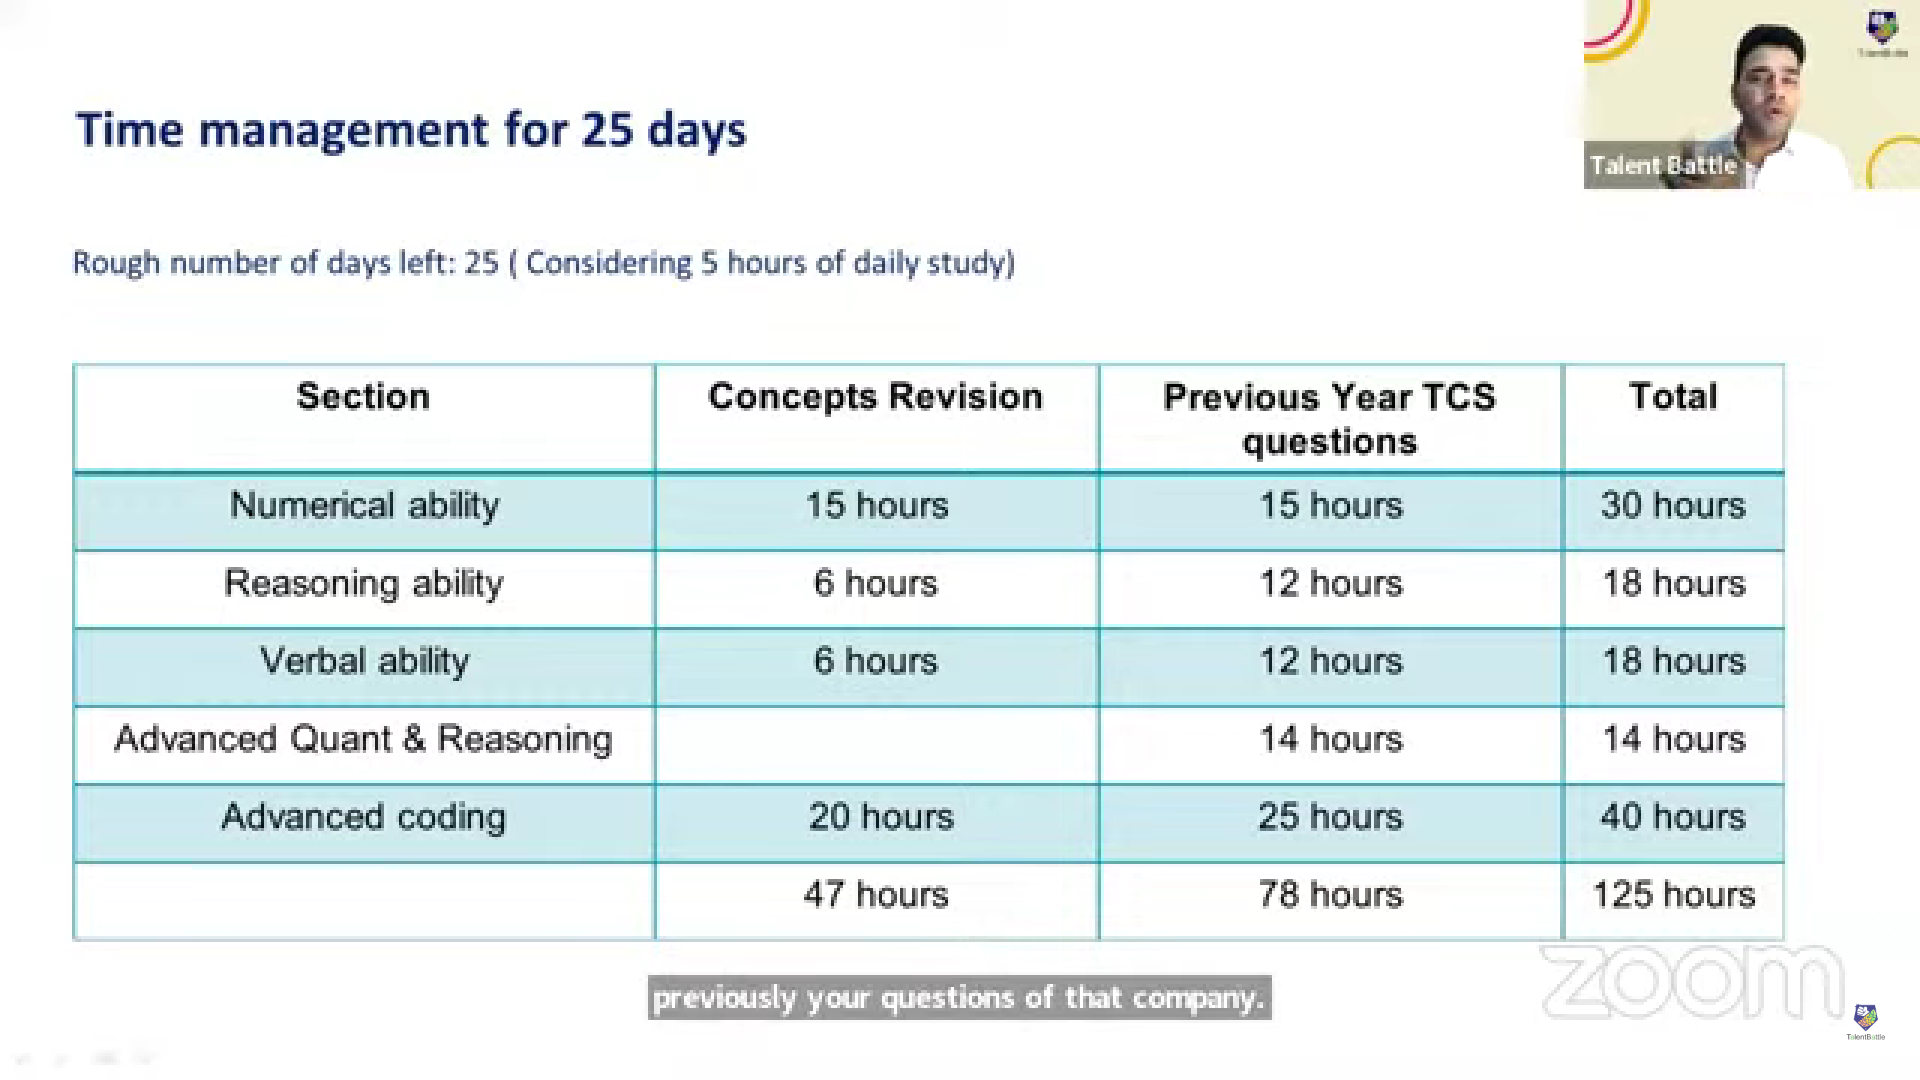 Time management for 25 days
Talent Battle
Rough number of days left: 25 ( Considering 5 hours of daily study)
Section Concepts Revision Previous Year TCS questions Total
Numerical ability 15 hours 15 hours 30 hours
Reasoning ability 6 hours 12 hours 18 hours
Verbal ability 6 hours 12 hours 18 hours
Advanced Quant & Reasoning 14 hours 14 hours
Advanced coding 20 hours 25 hours 40 hours
47 hours 78 hours 125 hours
previously your questions of that company.
zoom
TalentBattle